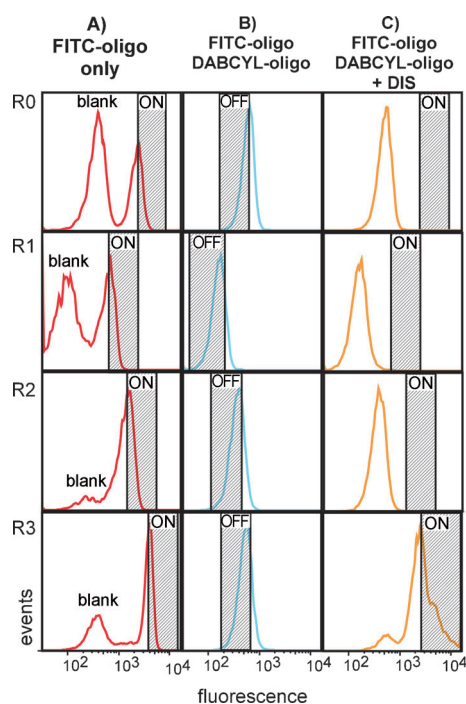 A)
FITC-oligo
only
B)
FITC-oligo
DABCYL-oligo
C)
FITC-oligo
DABCYL-oligo
+ DIS
R0
blank
ON
OFF
ON
R1
blank
ON
OFF
ON
R2
blank
ON
OFF
ON
R3
blank
ON
OFF
ON
events
10² 10³ 10⁴ 10² 10³ 10⁴ 10² 10³ 10⁴
fluorescence